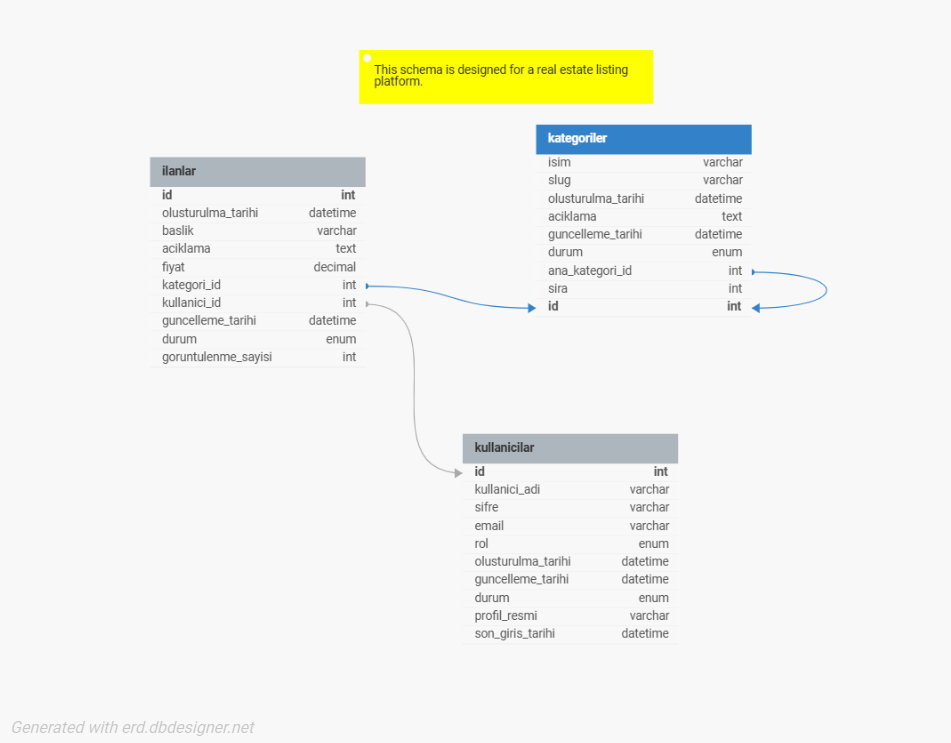 This schema is designed for a real estate listing
platform.
kategoriler
isim varchar
slug varchar
olusturulma_tarihi datetime
aciklama text
guncelleme_tarihi datetime
durum enum
ana_kategori_id int
sira int
id int
ilanlar
id int
olusturulma_tarihi datetime
baslik varchar
aciklama text
fiyat decimal
kategori_id int
kullanici_id int
guncelleme_tarihi datetime
durum enum
goruntulenme_sayisi int
kullanicilar
id int
kullanici_adi varchar
sifre varchar
email varchar
rol enum
olusturulma_tarihi datetime
guncelleme_tarihi datetime
durum enum
profil_resmi varchar
son_giris_tarihi datetime
Generated with erd.dbdesigner.net